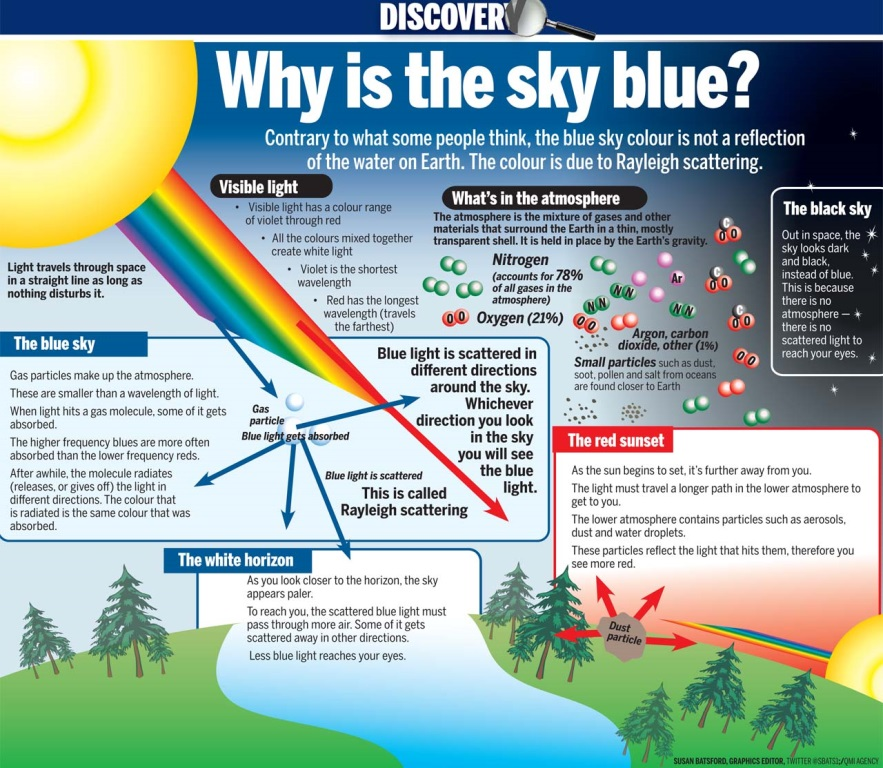 DISCOVERY
Why is the sky blue?
Contrary to what some people think, the blue sky colour is not a reflection
of the water on Earth. The colour is due to Rayleigh scattering.
Visible light
• Visible light has a colour range
of violet through red
• All the colours mixed together
create white light
• Violet is the shortest
wavelength
• Red has the longest
wavelength (travels
the farthest)
Light travels through space
in a straight line as long as
nothing disturbs it.
What's in the atmosphere
The atmosphere is the mixture of gases and other
materials that surround the Earth in a thin, mostly
transparent shell. It is held in place by the Earth's gravity.
Nitrogen
(accounts for 78%
of all gases in the
atmosphere)
O O
Oxygen (21%)
N N
N N
O O
Ar
C
O O
C
O O
C
O O
O O
Argon, carbon
dioxide, other (1%)
Small particles such as dust,
soot, pollen and salt from oceans
are found closer to Earth
The black sky
Out in space, the
sky looks dark
and black,
instead of blue.
This is because
there is no
atmosphere —
there is no
scattered light to
reach your eyes.
The blue sky
Gas particles make up the atmosphere.
These are smaller than a wavelength of light.
When light hits a gas molecule, some of it gets
absorbed.
The higher frequency blues are more often
absorbed than the lower frequency reds.
After awhile, the molecule radiates
(releases, or gives off) the light in
different directions. The colour that
is radiated is the same colour that was
absorbed.
Gas
particle
Blue light gets absorbed
Blue light is scattered
This is called
Rayleigh scattering
Blue light is scattered in
different directions
around the sky.
Whichever
direction you look
in the sky
you will see
the blue
light.
The white horizon
As you look closer to the horizon, the sky
appears paler.
To reach you, the scattered blue light must
pass through more air. Some of it gets
scattered away in other directions.
Less blue light reaches your eyes.
The red sunset
As the sun begins to set, it's further away from you.
The light must travel a longer path in the lower atmosphere to
get to you.
The lower atmosphere contains particles such as aerosols,
dust and water droplets.
These particles reflect the light that hits them, therefore you
see more red.
Dust
particle
SUSAN BATSFORD, GRAPHICS EDITOR, TWITTER @SBATS1/QMI AGENCY